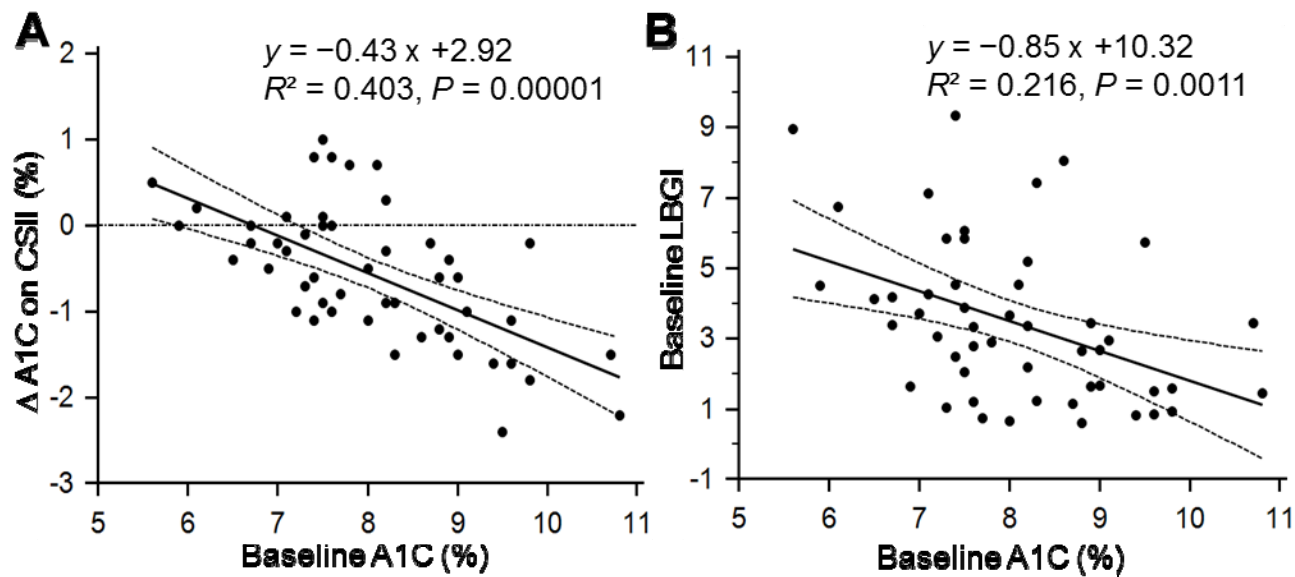 A
y = −0.43 x +2.92
R² = 0.403, P = 0.00001
Δ A1C on CSII (%)
2
1
0
-1
-2
-3
5 6 7 8 9 10 11
Baseline A1C (%)
B
y = −0.85 x +10.32
R² = 0.216, P = 0.0011
Baseline LBGI
11
9
7
5
3
1
-1
5 6 7 8 9 10 11
Baseline A1C (%)